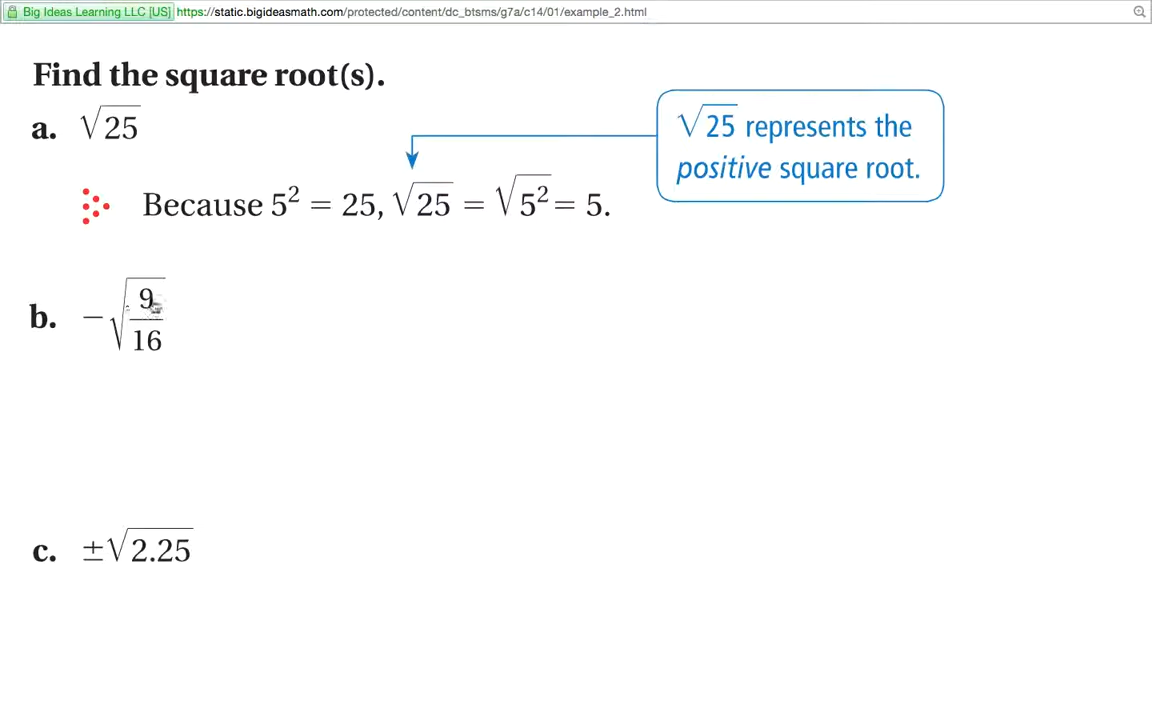 Big Ideas Learning LLC [US] https://static.bigideasmath.com/protected/content/dc_btsms/g7a/c14/01/example_2.html
Find the square root(s).
a. √25
√25 represents the
positive square root.
Because 5² = 25, √25 = √5² = 5.
b. −√(9/16)
c. ±√2.25